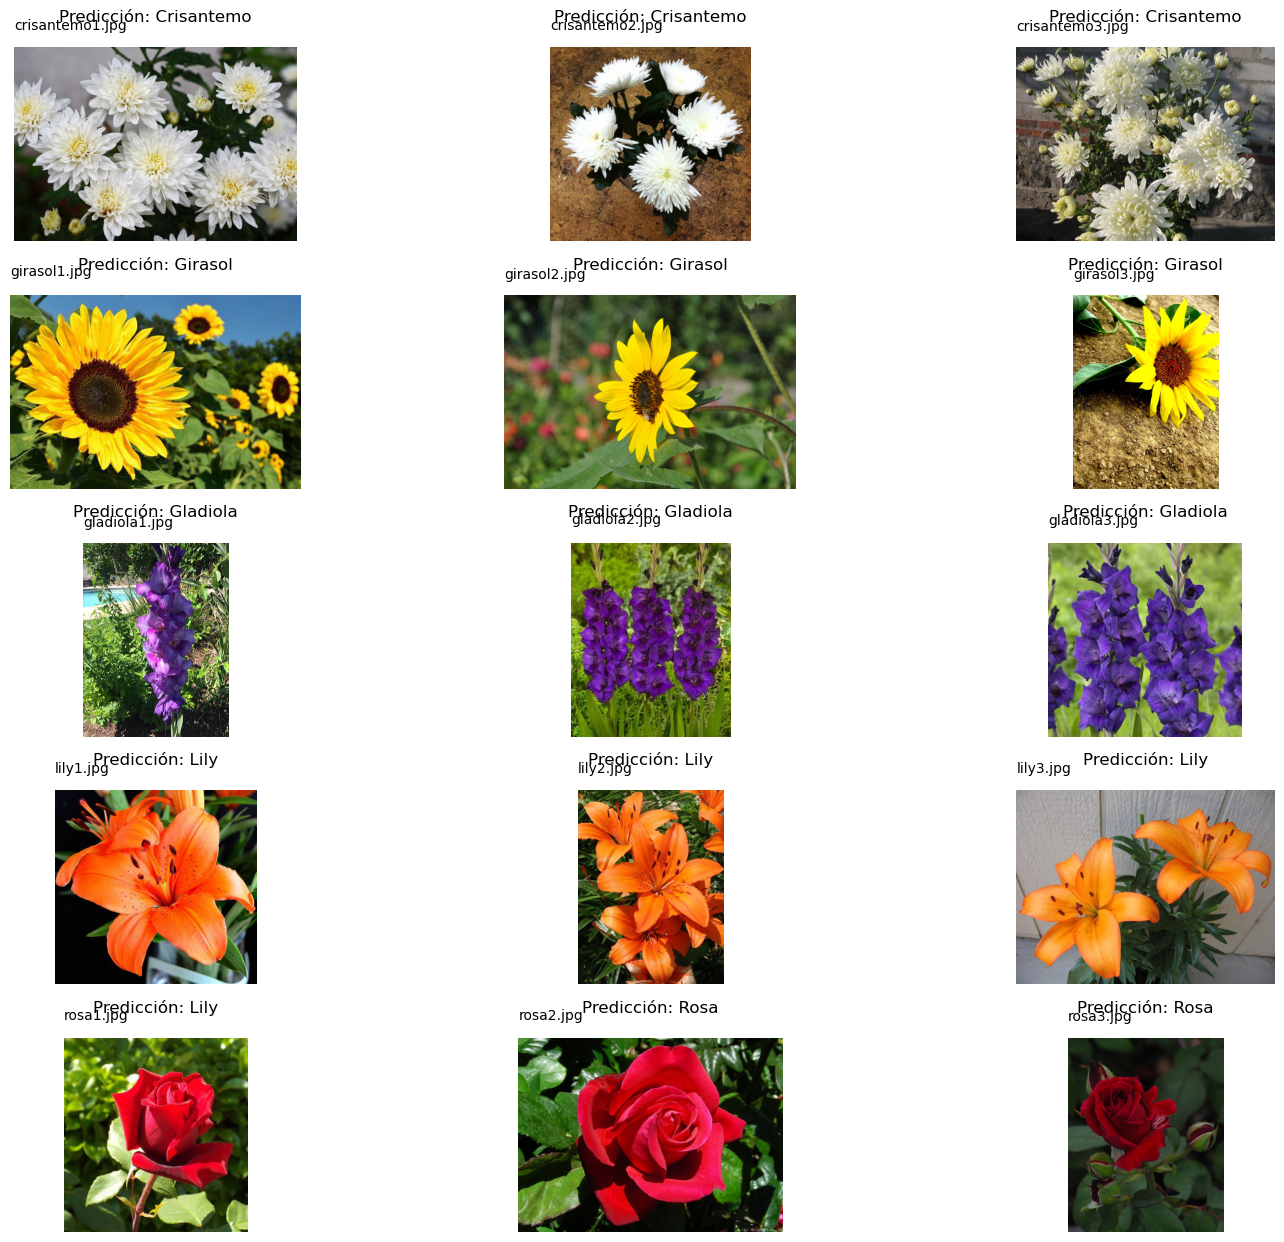 Predicción: Crisantemo
crisantemo1.jpg
Predicción: Crisantemo
crisantemo2.jpg
Predicción: Crisantemo
crisantemo3.jpg
Predicción: Girasol
girasol1.jpg
Predicción: Girasol
girasol2.jpg
Predicción: Girasol
girasol3.jpg
Predicción: Gladiola
gladiola1.jpg
Predicción: Gladiola
gladiola2.jpg
Predicción: Gladiola
gladiola3.jpg
Predicción: Lily
lily1.jpg
Predicción: Lily
lily2.jpg
Predicción: Lily
lily3.jpg
Predicción: Lily
rosa1.jpg
Predicción: Rosa
rosa2.jpg
Predicción: Rosa
rosa3.jpg